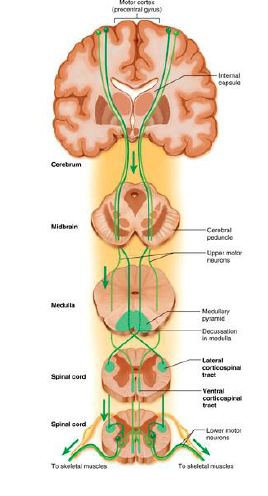 Motor cortex
(precentral gyrus)
Internal
capsule
Cerebrum
Midbrain
Cerebral
peduncle
Upper motor
neurons
Medulla
Medullary
pyramid
Decussation
in medulla
Lateral
corticospinal
tract
Spinal cord
Ventral
corticospinal
tract
Spinal cord
Lower motor
neurons
To skeletal muscles
To skeletal muscles